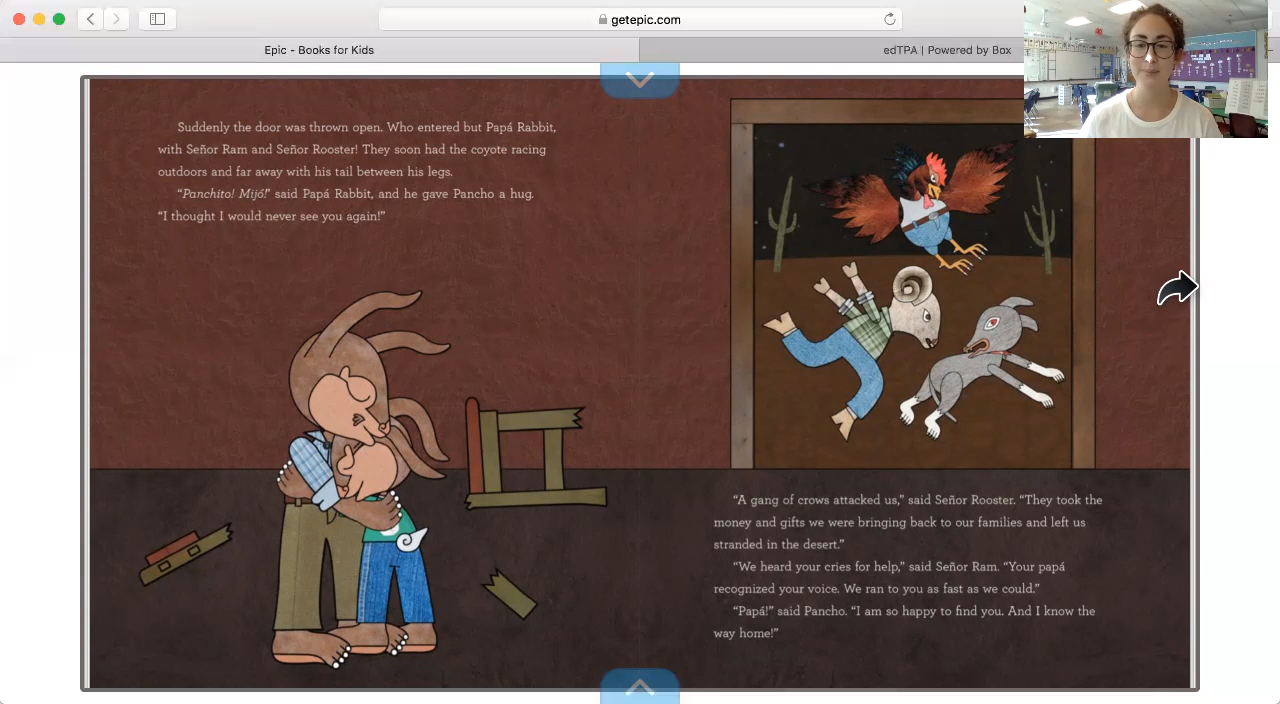 getepic.com
Epic - Books for Kids
edTPA | Powered by Box
Suddenly the door was thrown open. Who entered but Papá Rabbit,
with Señor Ram and Señor Rooster! They soon had the coyote racing
outdoors and far away with his tail between his legs.
“Panchito! Mijó!” said Papá Rabbit, and he gave Pancho a hug.
“I thought I would never see you again!”
“A gang of crows attacked us,” said Señor Rooster. “They took the
money and gifts we were bringing back to our families and left us
stranded in the desert.”
“We heard your cries for help,” said Señor Ram. “Your papá
recognized your voice. We ran to you as fast as we could.”
“Papá!” said Pancho. “I am so happy to find you. And I know the
way home!”